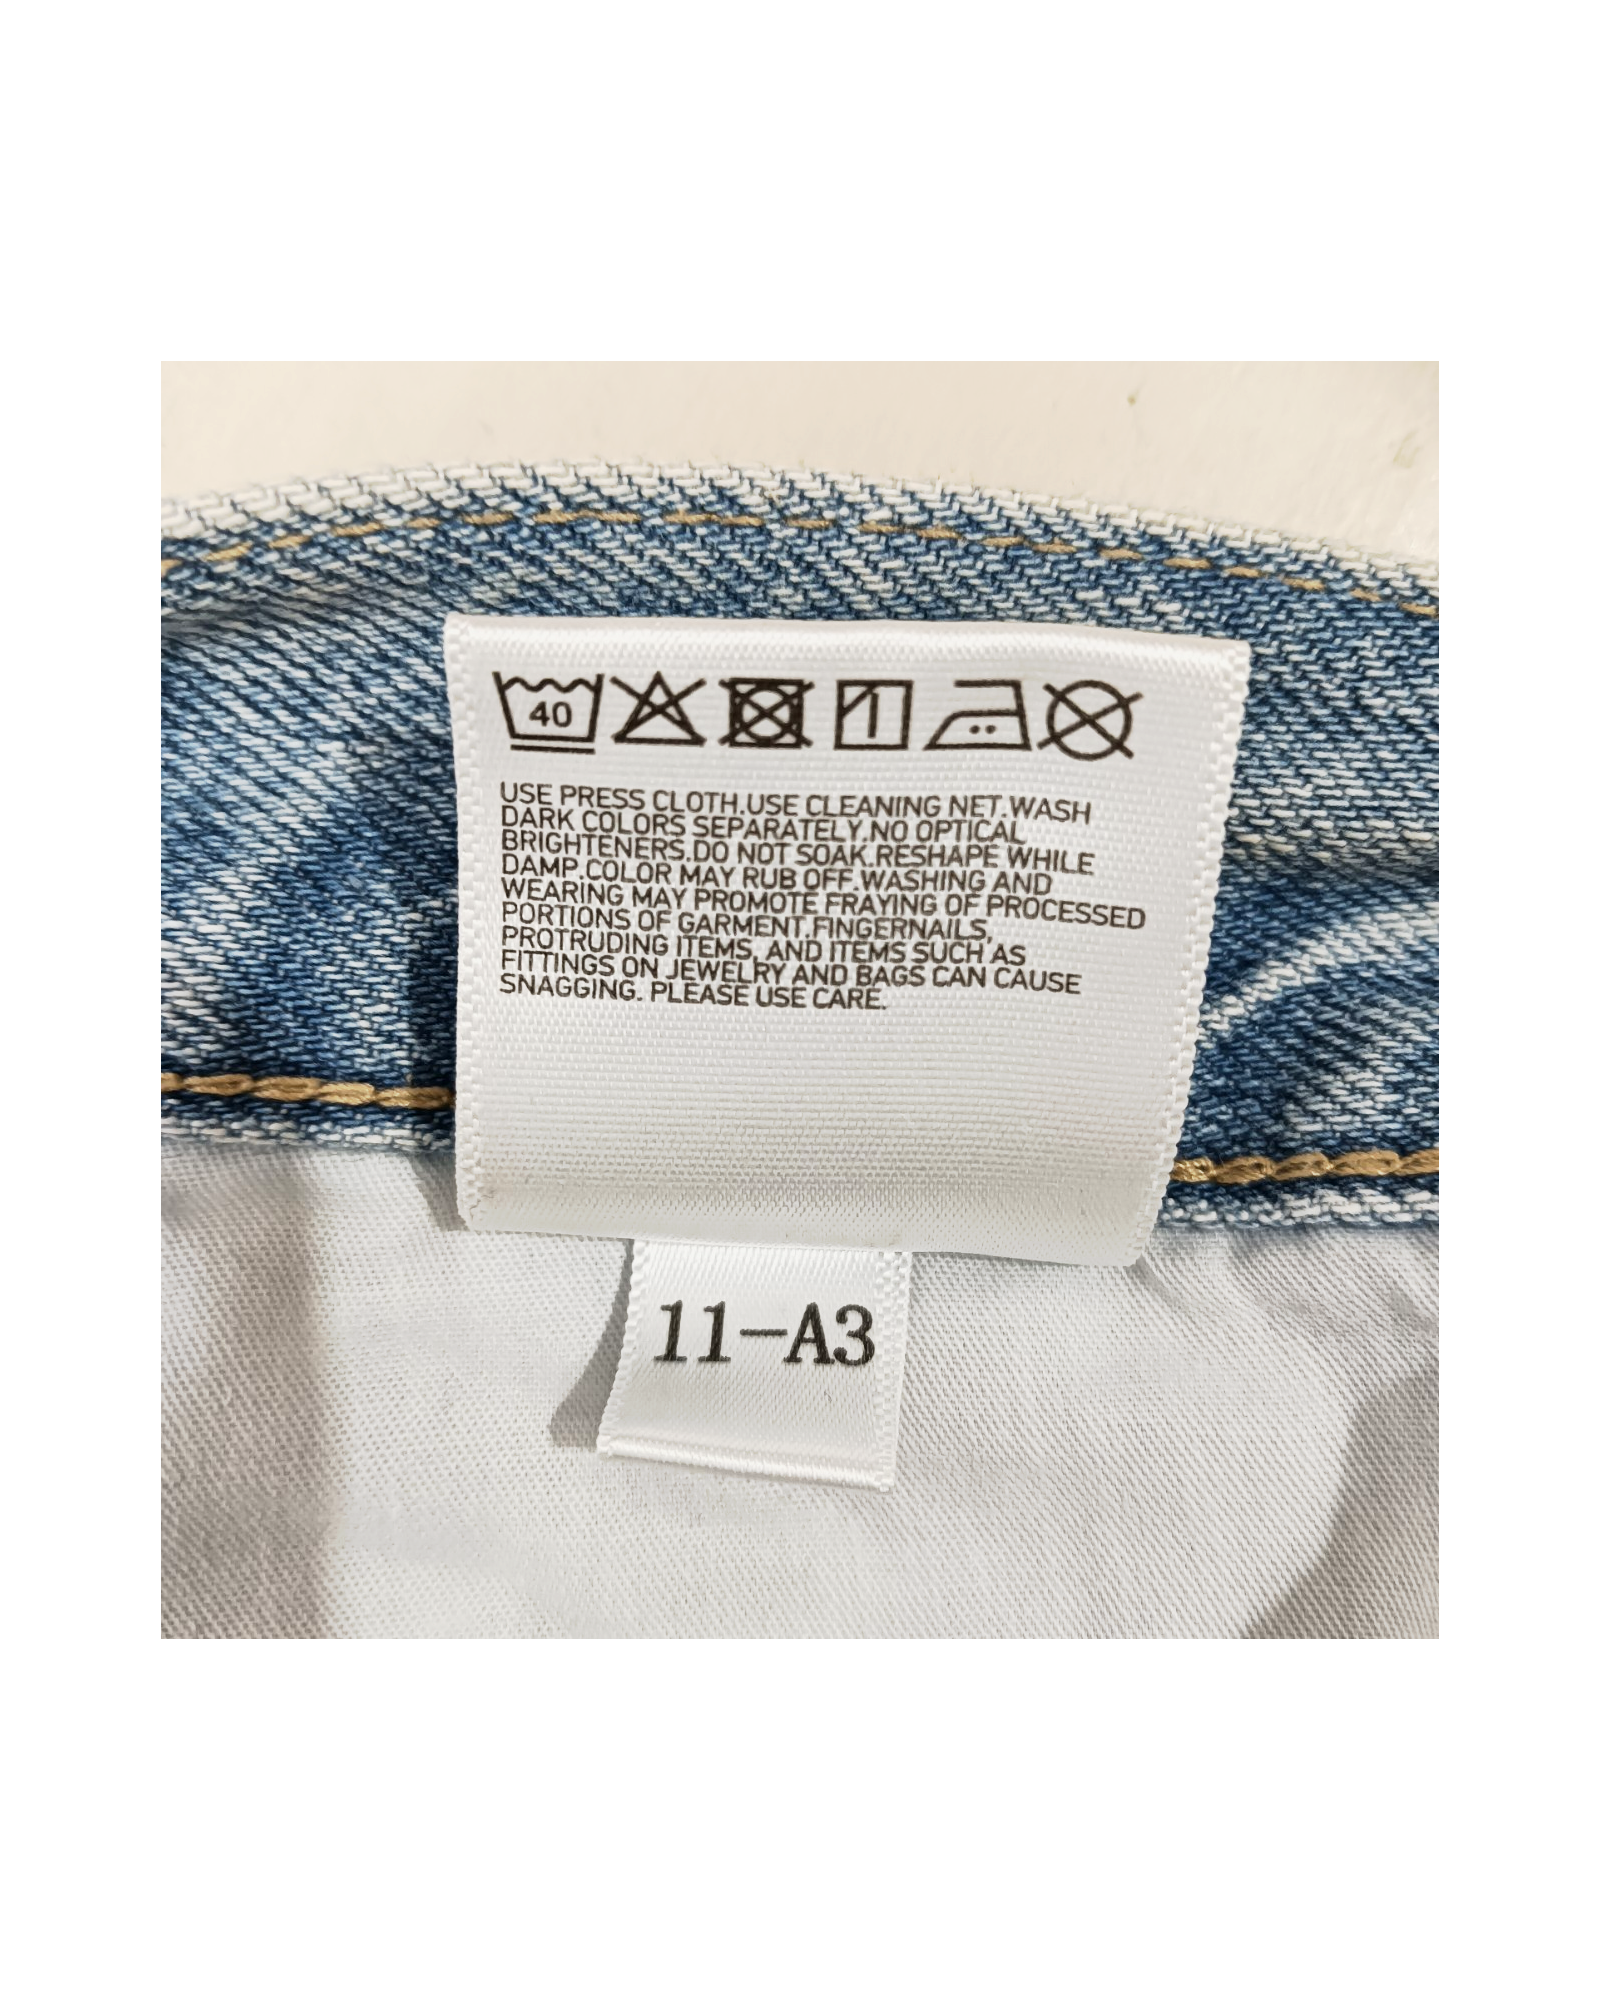 40
USE PRESS CLOTH.USE CLEANING NET.WASH
DARK COLORS SEPARATELY.NO OPTICAL
BRIGHTENERS.DO NOT SOAK.RESHAPE WHILE
DAMP.COLOR MAY RUB OFF.WASHING AND
WEARING MAY PROMOTE FRAYING OF PROCESSED
PORTIONS OF GARMENT.FINGERNAILS,
PROTRUDING ITEMS, AND ITEMS SUCH AS
FITTINGS ON JEWELRY AND BAGS CAN CAUSE
SNAGGING. PLEASE USE CARE.
11-A3